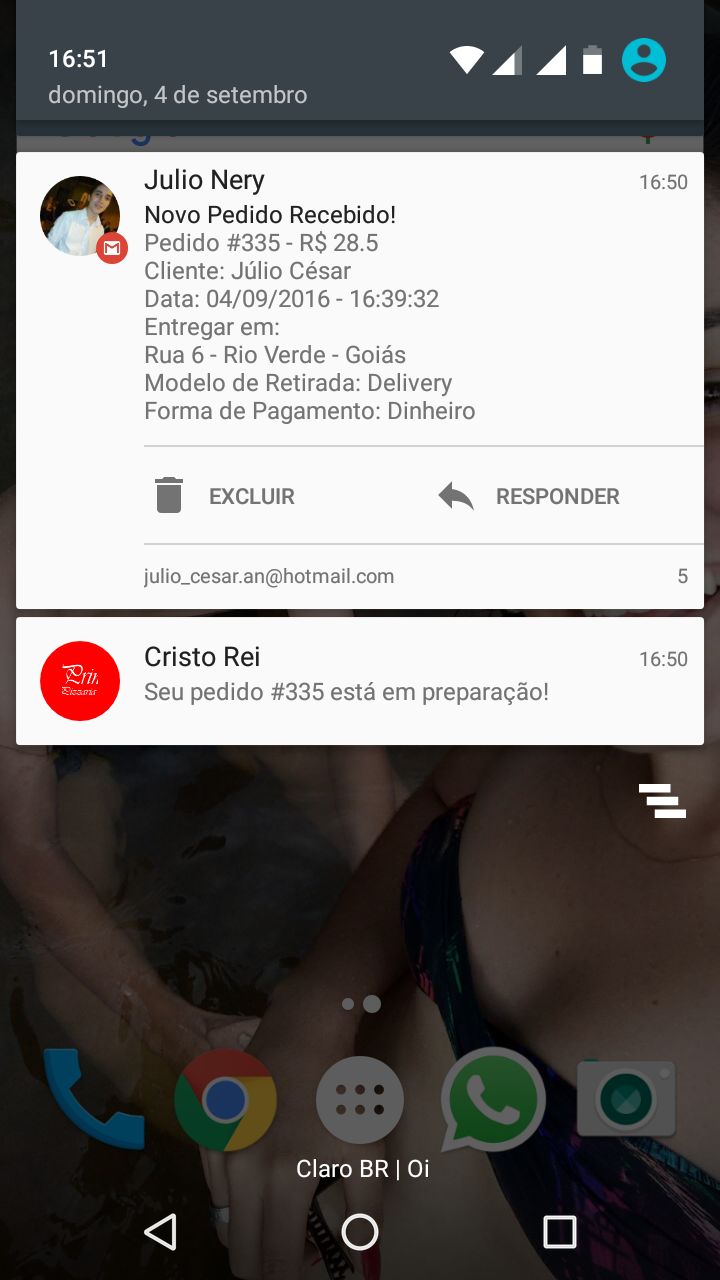 16:51
domingo, 4 de setembro
Julio Nery 16:50
Novo Pedido Recebido!
Pedido #335 - R$ 28.5
Cliente: Júlio César
Data: 04/09/2016 - 16:39:32
Entregar em:
Rua 6 - Rio Verde - Goiás
Modelo de Retirada: Delivery
Forma de Pagamento: Dinheiro
EXCLUIR RESPONDER
julio_cesar.an@hotmail.com 5
Cristo Rei 16:50
Seu pedido #335 está em preparação!
Pizzaria
Claro BR | Oi